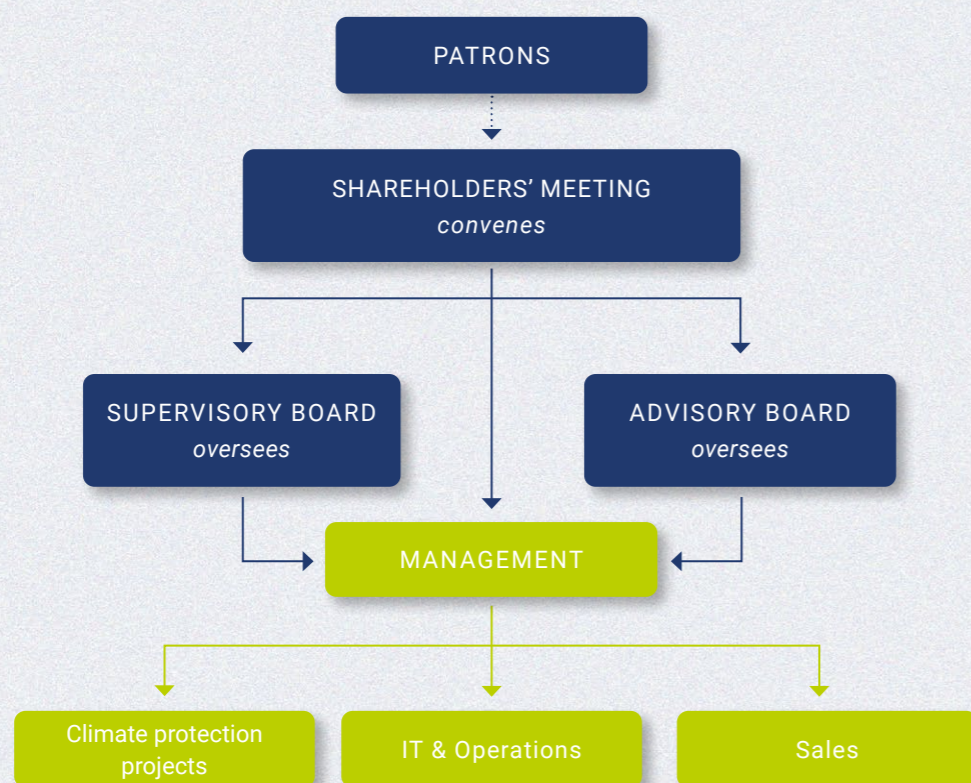 PATRONS
SHAREHOLDERS’ MEETING
convenes
SUPERVISORY BOARD
oversees
ADVISORY BOARD
oversees
MANAGEMENT
Climate protection
projects
IT & Operations
Sales